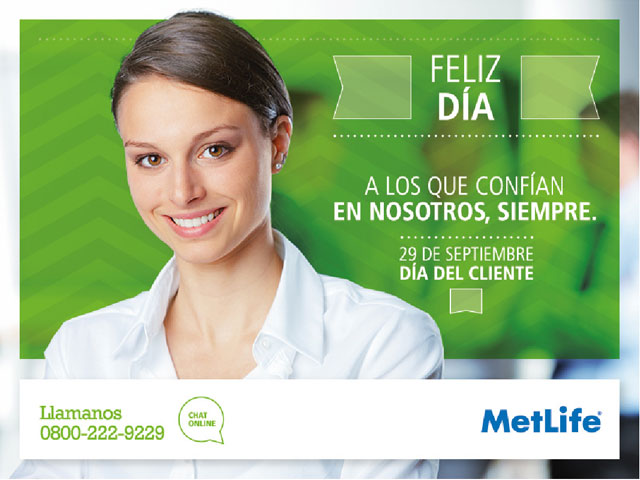 FELIZ
DÍA
A LOS QUE CONFÍAN
EN NOSOTROS, SIEMPRE.
29 DE SEPTIEMBRE
DÍA DEL CLIENTE
Llamanos
0800-222-9229
CHAT
ONLINE
MetLife®